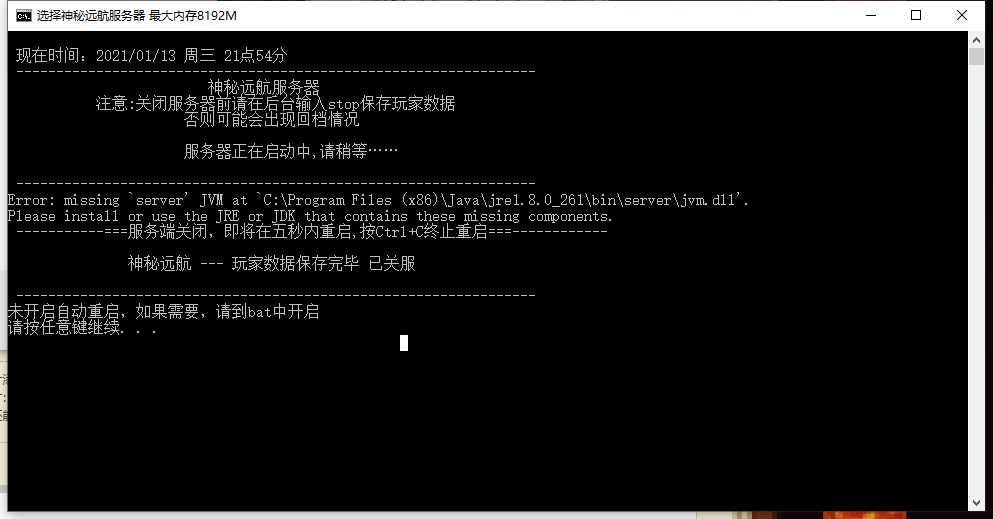 选择神秘远航服务器 最大内存8192M
现在时间：2021/01/13 周三 21点54分
-----------------------------------------------------------------
神秘远航服务器
注意:关闭服务器前请在后台输入stop保存玩家数据
否则可能会出现回档情况
服务器正在启动中,请稍等……
-----------------------------------------------------------------
Error: missing `server' JVM at `C:\Program Files (x86)\Java\jre1.8.0_261\bin\server\jvm.dll'.
Please install or use the JRE or JDK that contains these missing components.
-----------===服务端关闭，即将在五秒内重启,按Ctrl+C终止重启===------------
神秘远航 --- 玩家数据保存完毕 已关服
-----------------------------------------------------------------
未开启自动重启，如果需要，请到bat中开启
请按任意键继续. . .